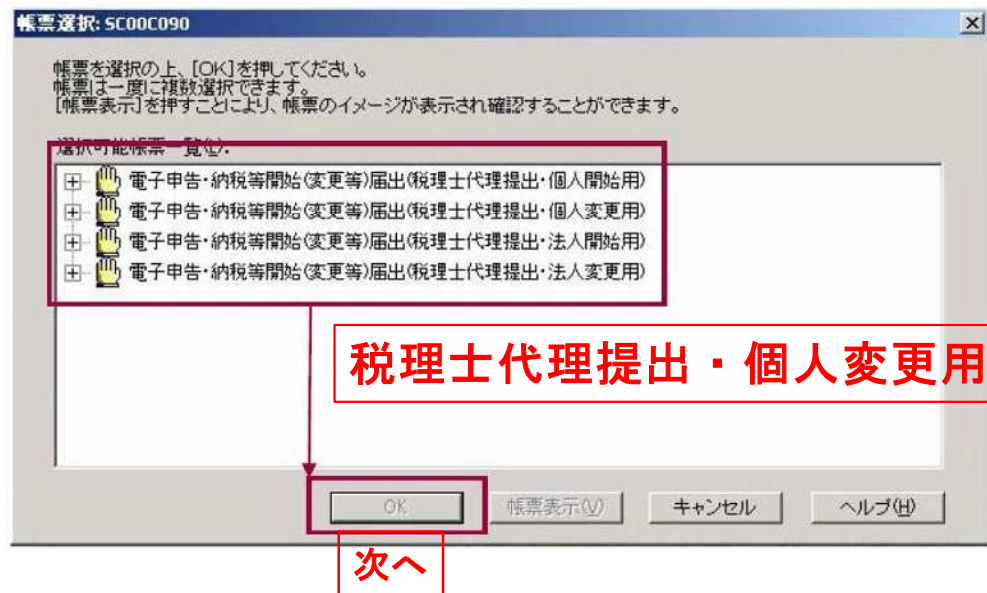 帳票選択: SC00C090
帳票を選択の上、[OK]を押してください。
帳票は一度に複数選択できます。
[帳票表示]を押すことにより、帳票のイメージが表示され確認することができます。
選択可能帳票一覧(L):
電子申告・納税等開始(変更等)届出(税理士代理提出・個人開始用)
電子申告・納税等開始(変更等)届出(税理士代理提出・個人変更用)
電子申告・納税等開始(変更等)届出(税理士代理提出・法人開始用)
電子申告・納税等開始(変更等)届出(税理士代理提出・法人変更用)
税理士代理提出・個人変更用
OK 帳票表示(V) キャンセル ヘルプ(H)
次へ